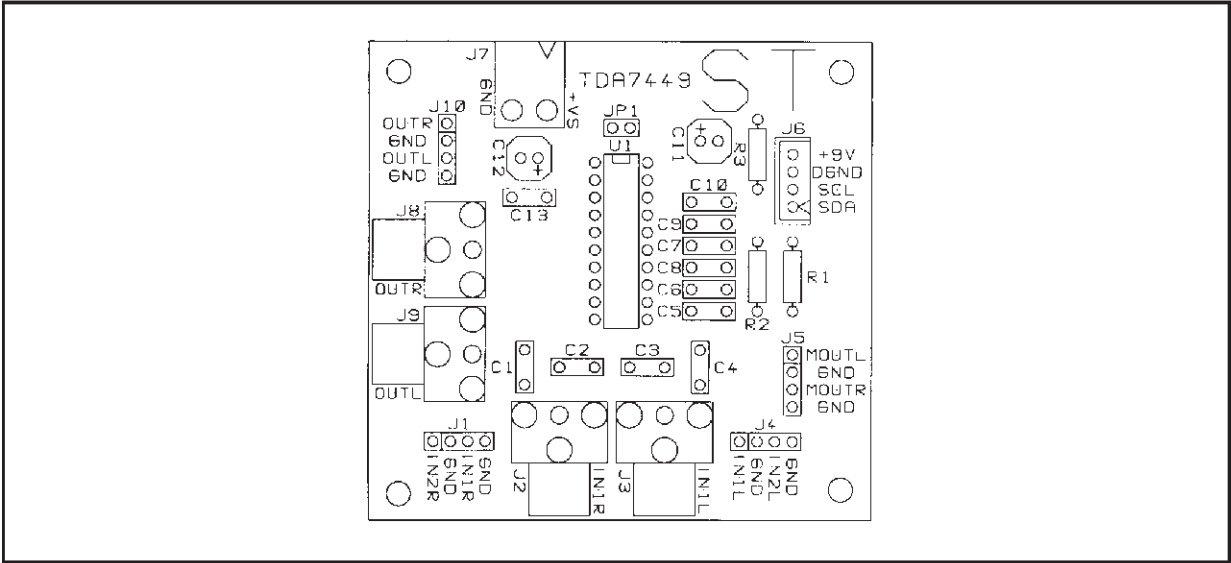 J7
TDA7449
ST
GND
+VS
J10
OUTR
GND
OUTL
GND
JP1
U1
C11
R3
J6
+9V
DGND
SCL
SDA
C12
C13
C10
C9
C7
C8
C6
C5
J8
OUTR
R1
R2
J9
OUTL
C1
C2
C3
C4
J5
MOUTL
GND
MOUTR
GND
J1
IN2R
GND
IN1R
GND
J2
IN1R
J3
IN1L
J4
IN1L
GND
IN2L
GND